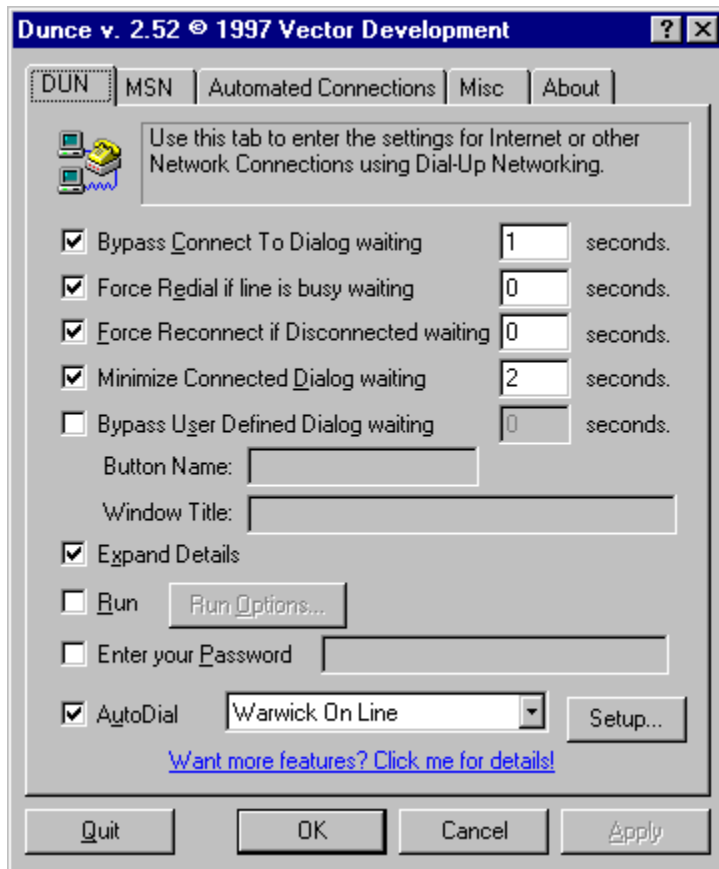 Dunce v. 2.52 © 1997 Vector Development
DUN MSN Automated Connections Misc About
Use this tab to enter the settings for Internet or other
Network Connections using Dial-Up Networking.
Bypass Connect To Dialog waiting 1 seconds.
Force Redial if line is busy waiting 0 seconds.
Force Reconnect if Disconnected waiting 0 seconds.
Minimize Connected Dialog waiting 2 seconds.
Bypass User Defined Dialog waiting 0 seconds.
Button Name:
Window Title:
Expand Details
Run Run Options...
Enter your Password
AutoDial Warwick On Line Setup...
Want more features? Click me for details!
Quit OK Cancel Apply